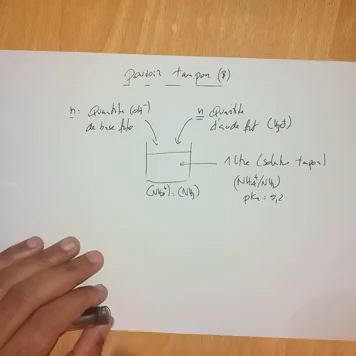 pouvoir tampon (β)
n: Quantité (OH⁻)
de base forte
n Quantité
d'acide fort (H₃O⁺)
1 litre (solution tampon)
(NH₄⁺/NH₃)
pka = 9,2
(NH₄⁺), (NH₃)